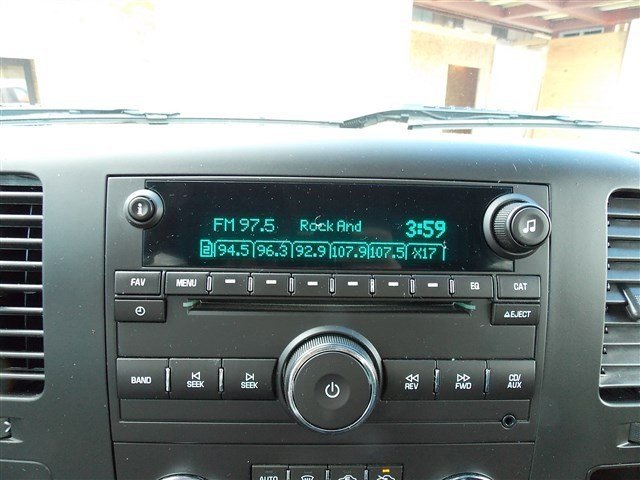 FM 97.5 Rock And 3:59
2 94.5 96.3 92.9 107.9 107.5 X17
FAV MENU EQ CAT
EJECT
BAND SEEK SEEK REV FWD CD/AUX
AUTO